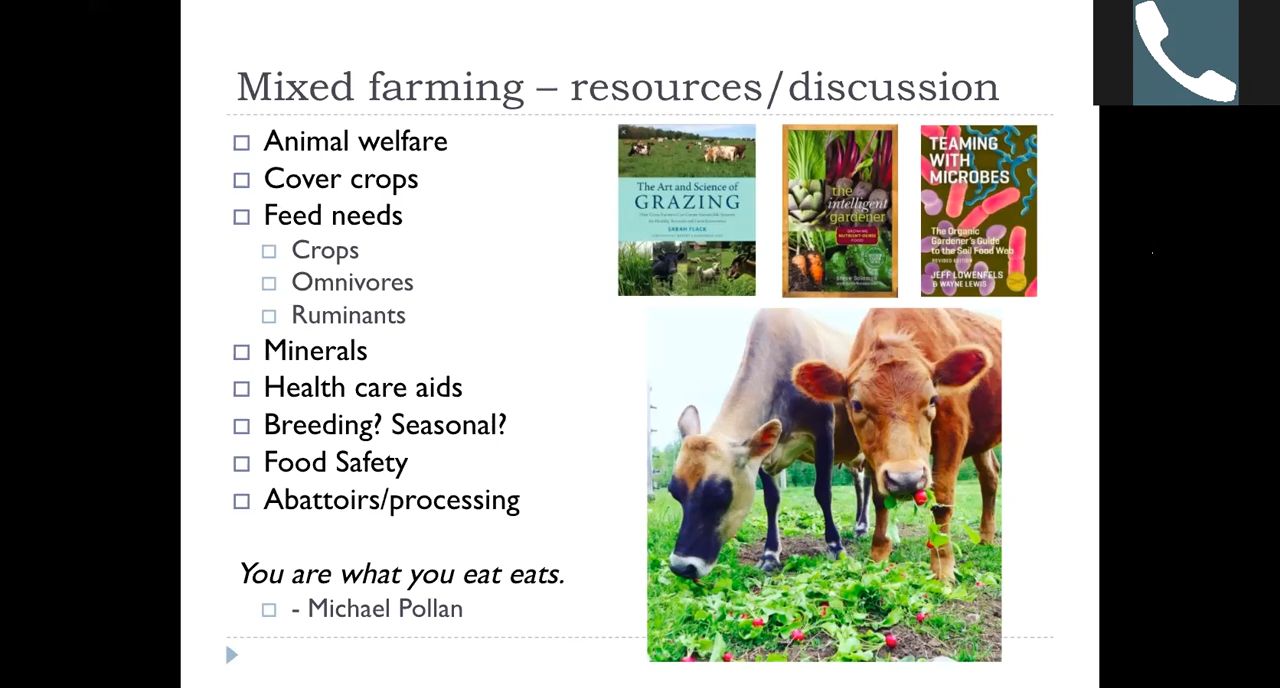 Mixed farming – resources/discussion
Animal welfare
Cover crops
Feed needs
Crops
Omnivores
Ruminants
Minerals
Health care aids
Breeding? Seasonal?
Food Safety
Abattoirs/processing
You are what you eat eats.
- Michael Pollan
The Art and Science of
GRAZING
SARAH FLACK
the
intelligent
gardener
GROWING
NUTRIENT-DENSE
FOOD
Steve Solomon
TEAMING
WITH
MICROBES
The Organic
Gardener's Guide
to the Soil Food Web
REVISED EDITION
JEFF LOWENFELS
& WAYNE LEWIS